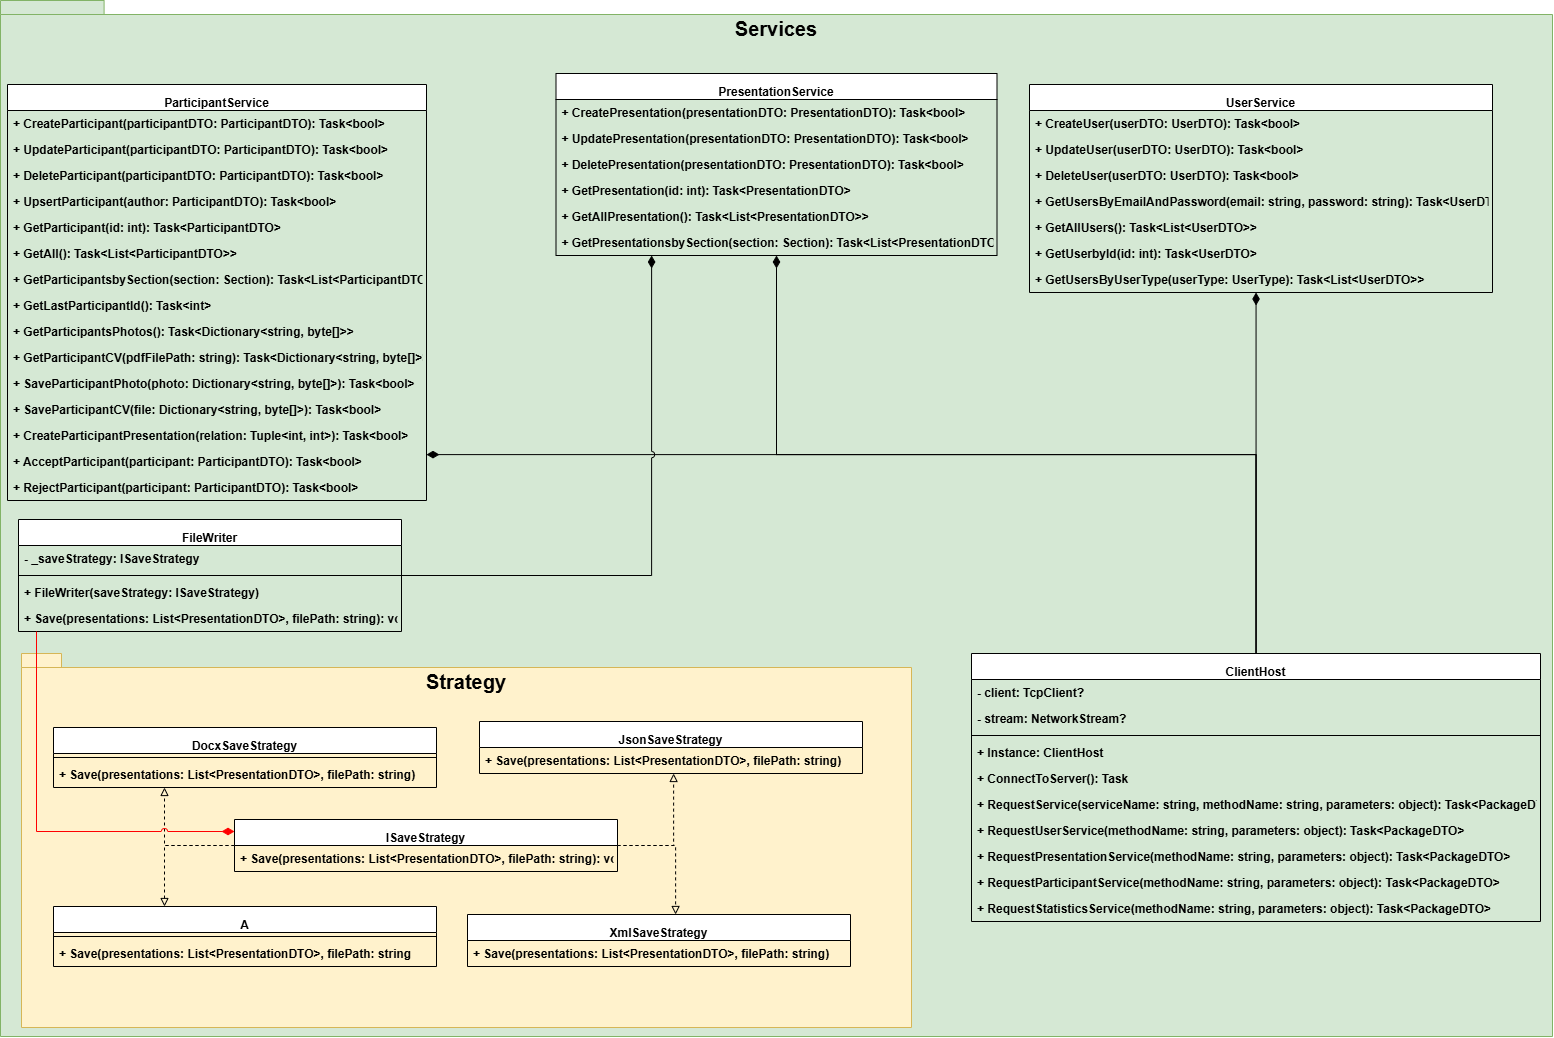 Services
ParticipantService
+ CreateParticipant(participantDTO: ParticipantDTO): Task<bool>
+ UpdateParticipant(participantDTO: ParticipantDTO): Task<bool>
+ DeleteParticipant(participantDTO: ParticipantDTO): Task<bool>
+ UpsertParticipant(author: ParticipantDTO): Task<bool>
+ GetParticipant(id: int): Task<ParticipantDTO>
+ GetAll(): Task<List<ParticipantDTO>>
+ GetParticipantsbySection(section: Section): Task<List<ParticipantDTO
+ GetLastParticipantId(): Task<int>
+ GetParticipantsPhotos(): Task<Dictionary<string, byte[]>>
+ GetParticipantCV(pdfFilePath: string): Task<Dictionary<string, byte[]>
+ SaveParticipantPhoto(photo: Dictionary<string, byte[]>): Task<bool>
+ SaveParticipantCV(file: Dictionary<string, byte[]>): Task<bool>
+ CreateParticipantPresentation(relation: Tuple<int, int>): Task<bool>
+ AcceptParticipant(participant: ParticipantDTO): Task<bool>
+ RejectParticipant(participant: ParticipantDTO): Task<bool>
PresentationService
+ CreatePresentation(presentationDTO: PresentationDTO): Task<bool>
+ UpdatePresentation(presentationDTO: PresentationDTO): Task<bool>
+ DeletePresentation(presentationDTO: PresentationDTO): Task<bool>
+ GetPresentation(id: int): Task<PresentationDTO>
+ GetAllPresentation(): Task<List<PresentationDTO>>
+ GetPresentationsbySection(section: Section): Task<List<PresentationDTO
UserService
+ CreateUser(userDTO: UserDTO): Task<bool>
+ UpdateUser(userDTO: UserDTO): Task<bool>
+ DeleteUser(userDTO: UserDTO): Task<bool>
+ GetUsersByEmailAndPassword(email: string, password: string): Task<UserDT
+ GetAllUsers(): Task<List<UserDTO>>
+ GetUserbyId(id: int): Task<UserDTO>
+ GetUsersByUserType(userType: UserType): Task<List<UserDTO>>
FileWriter
- _saveStrategy: ISaveStrategy
+ FileWriter(saveStrategy: ISaveStrategy)
+ Save(presentations: List<PresentationDTO>, filePath: string): vo
Strategy
DocxSaveStrategy
+ Save(presentations: List<PresentationDTO>, filePath: string)
JsonSaveStrategy
+ Save(presentations: List<PresentationDTO>, filePath: string)
ISaveStrategy
+ Save(presentations: List<PresentationDTO>, filePath: string): vo
A
+ Save(presentations: List<PresentationDTO>, filePath: string
XmlSaveStrategy
+ Save(presentations: List<PresentationDTO>, filePath: string)
ClientHost
- client: TcpClient?
- stream: NetworkStream?
+ Instance: ClientHost
+ ConnectToServer(): Task
+ RequestService(serviceName: string, methodName: string, parameters: object): Task<PackageD
+ RequestUserService(methodName: string, parameters: object): Task<PackageDTO>
+ RequestPresentationService(methodName: string, parameters: object): Task<PackageDTO>
+ RequestParticipantService(methodName: string, parameters: object): Task<PackageDTO>
+ RequestStatisticsService(methodName: string, parameters: object): Task<PackageDTO>